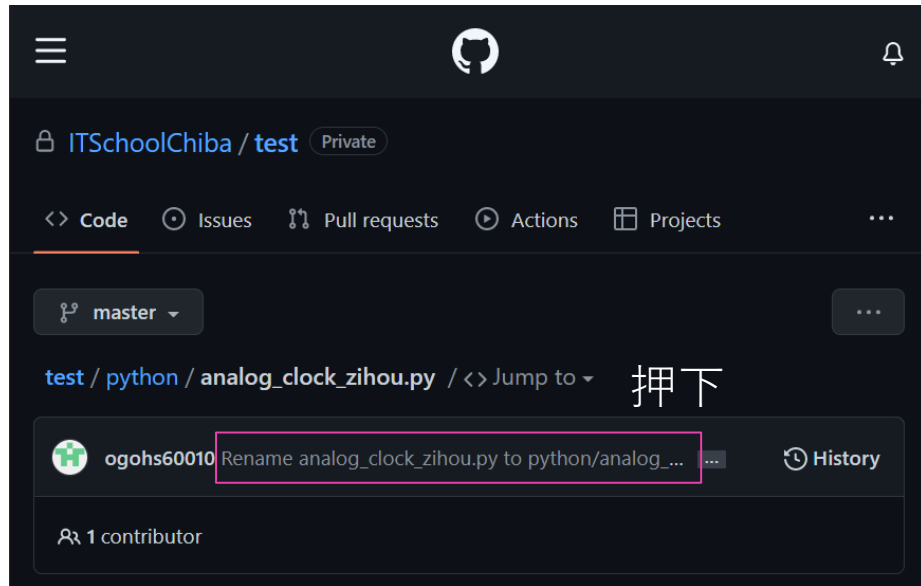 ITSchoolChiba / test Private
Code Issues Pull requests Actions Projects ...
master ...
test / python / analog_clock_zihou.py / <> Jump to
押下
ogohs60010 Rename analog_clock_zihou.py to python/analog_... ... History
1 contributor